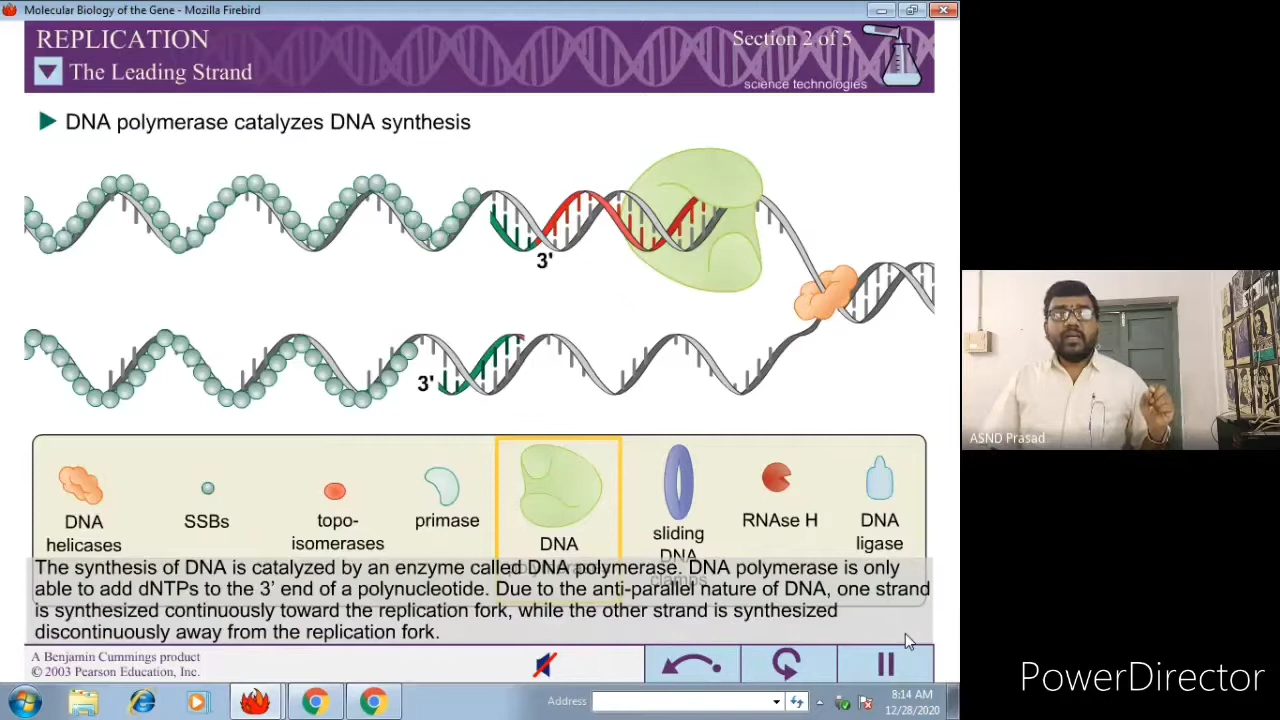 Molecular Biology of the Gene - Mozilla Firebird
REPLICATION
Section 2 of 5
The Leading Strand
science technologies
DNA polymerase catalyzes DNA synthesis
3'
3'
DNA
helicases
SSBs
topo-
isomerases
primase
DNA
sliding
DNA
clamps
RNAse H
DNA
ligase
The synthesis of DNA is catalyzed by an enzyme called DNA polymerase. DNA polymerase is only
able to add dNTPs to the 3' end of a polynucleotide. Due to the anti-parallel nature of DNA, one strand
is synthesized continuously toward the replication fork, while the other strand is synthesized
discontinuously away from the replication fork.
A Benjamin Cummings product
© 2003 Pearson Education, Inc.
Address
8:14 AM
12/28/2020
ASND Prasad
PowerDirector